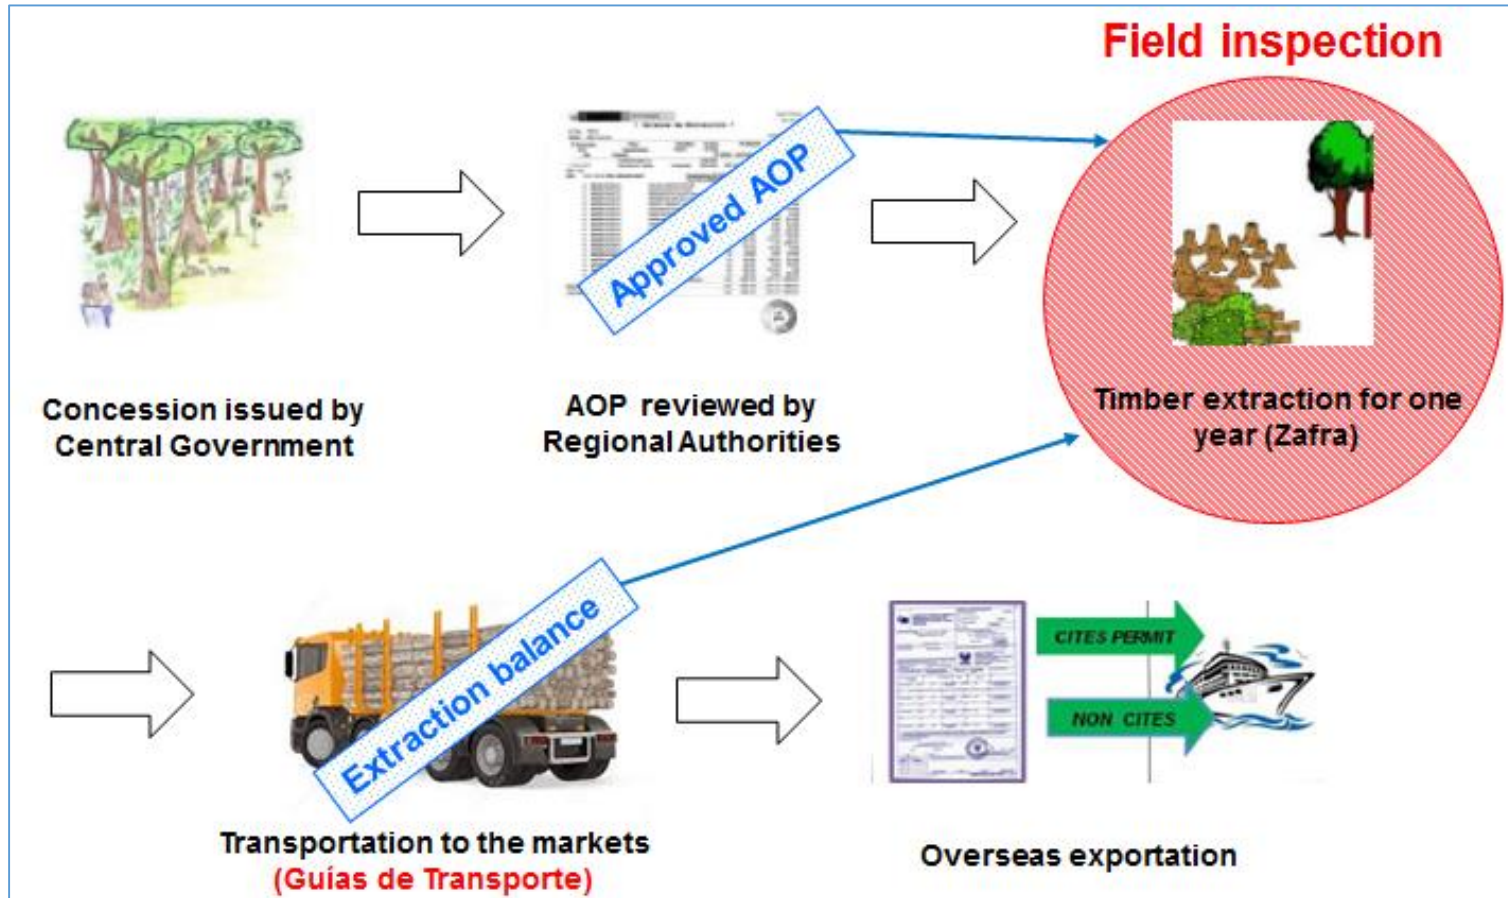 Field inspection
Approved AOP
Concession issued by
Central Government
AOP reviewed by
Regional Authorities
Timber extraction for one
year (Zafra)
Extraction balance
CITES PERMIT
NON CITES
Transportation to the markets
(Guías de Transporte)
Overseas exportation